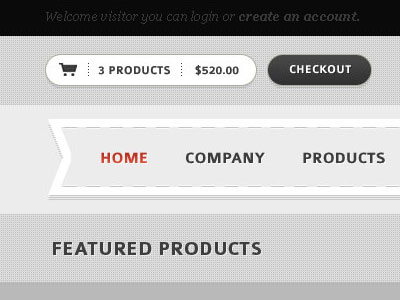 Welcome visitor you can login or create an account.
3 PRODUCTS $520.00 CHECKOUT
HOME COMPANY PRODUCTS
FEATURED PRODUCTS